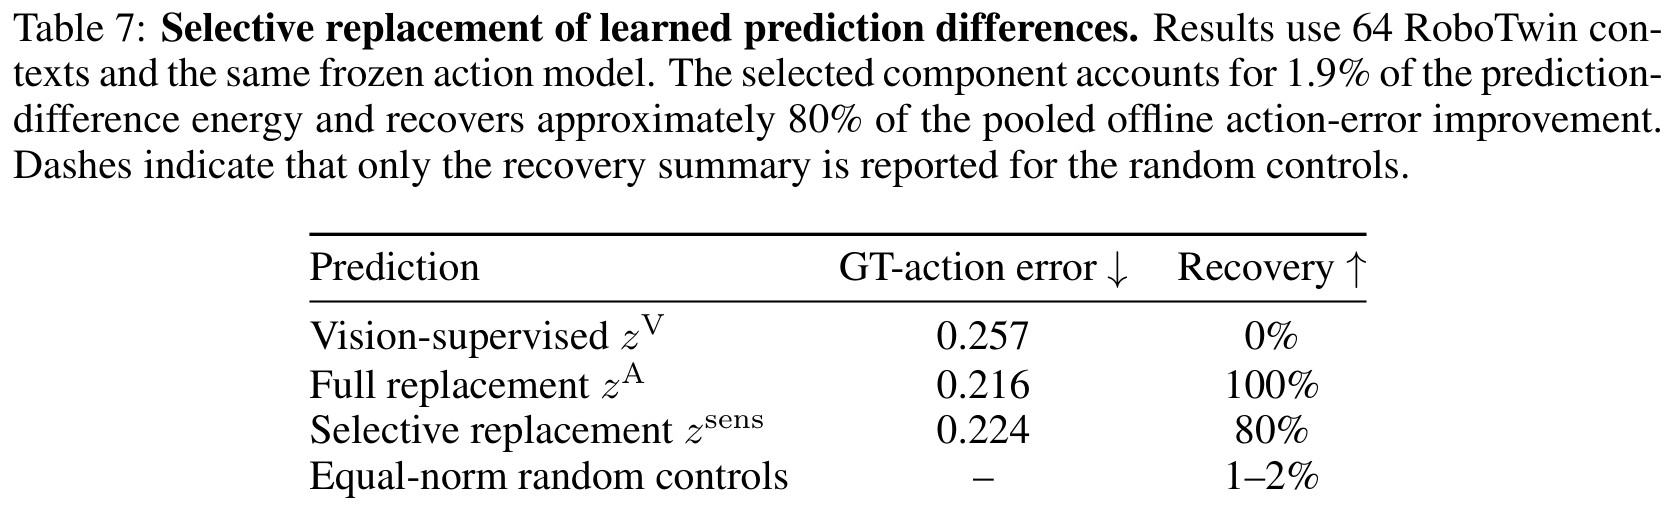 Table 7: Selective replacement of learned prediction differences. Results use 64 RoboTwin con-
texts and the same frozen action model. The selected component accounts for 1.9% of the prediction-
difference energy and recovers approximately 80% of the pooled offline action-error improvement.
Dashes indicate that only the recovery summary is reported for the random controls.
Prediction GT-action error ↓ Recovery ↑
Vision-supervised z^V 0.257 0%
Full replacement z^A 0.216 100%
Selective replacement z^sens 0.224 80%
Equal-norm random controls – 1–2%